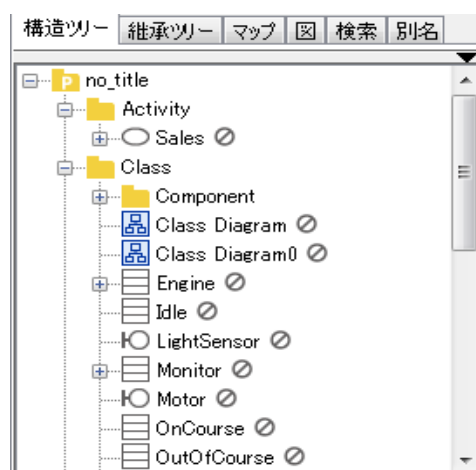 構造ツリー 継承ツリー マップ 図 検索 別名
P no_title
Activity
Sales
Class
Component
Class Diagram
Class Diagram0
Engine
Idle
LightSensor
Monitor
Motor
OnCourse
OutOfCourse